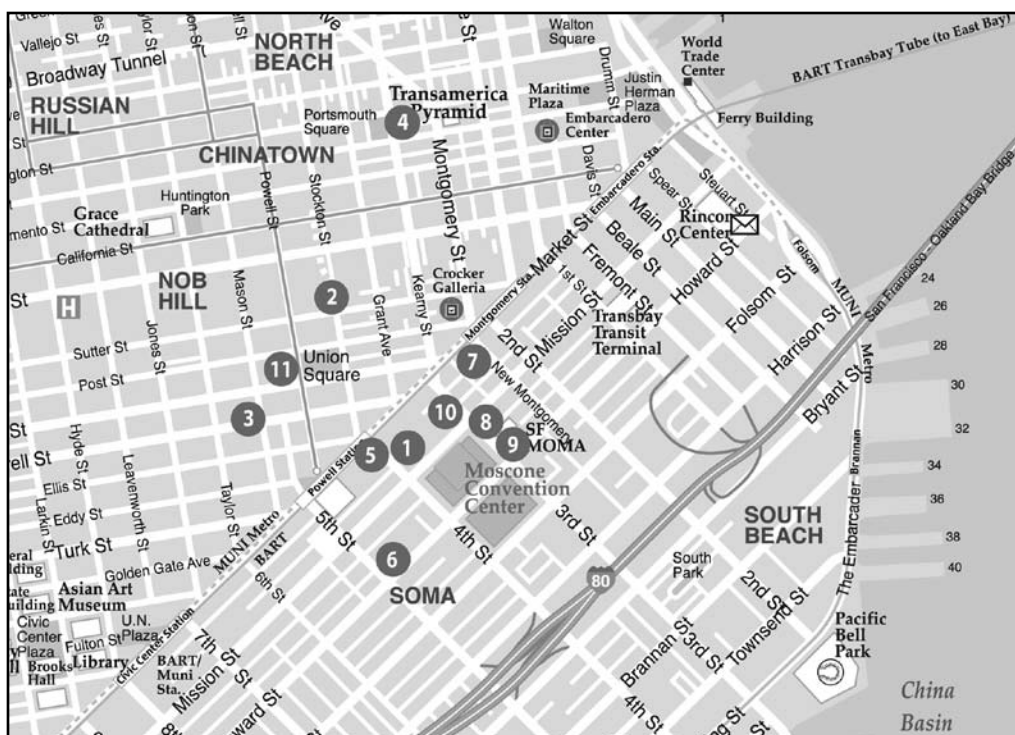 Vallejo St
Broadway Tunnel
NORTH
BEACH
RUSSIAN
HILL
Portsmouth
Square
Transamerica
Pyramid
4
CHINATOWN
Walton
Square
Drumm St
Maritime
Plaza
Embarcadero
Center
Justin
Herman
Plaza
World
Trade
Center
1
BART Transbay Tube (to East Bay)
Ferry Building
Huntington
Park
Grace
Cathedral
California St
Powell St
Stockton St
Montgomery St
Davis St
Embarcadero Sta.
Spear St
Steuart St
Main St
Rincon
Center
Beale St
Fremont St
Howard St
Folsom St
Harrison St
Bryant St
Folsom
MUNI
Metro
Brannan
San Francisco - Oakland Bay Bridge
NOB
HILL
H
Mason St
2
Grant Ave
Kearny St
Crocker
Galleria
Market St
Montgomery Sta.
1st St
Mission St
2nd St
Transbay
Transit
Terminal
24
26
28
30
32
34
36
38
40
Sutter St
Post St
Jones St
11
Union
Square
3
7
New Montgomery
10
8
9
SF
MOMA
5
1
Moscone
Convention
Center
Powell Station
Hyde St
Ellis St
Eddy St
Turk St
Larkin St
Leavenworth St
Taylor St
Golden Gate Ave
MUNI Metro
BART
5th St
6th St
4th St
3rd St
6
SOMA
80
South
Park
SOUTH
BEACH
The Embarcader
2nd St
Townsend St
Brannan St
3rd St
4th St
Pacific
Bell
Park
China
Basin
Asian Art
Museum
Civic
Center
Plaza
U.N.
Plaza
Fulton St
Library
Brooks
Hall
Civic Center Station
BART/
Muni
Sta.
7th St
Mission St